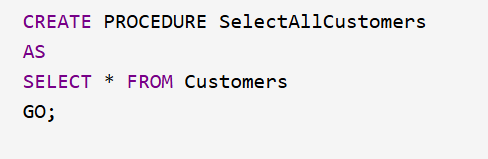 CREATE PROCEDURE SelectAllCustomers
AS
SELECT * FROM Customers
GO;